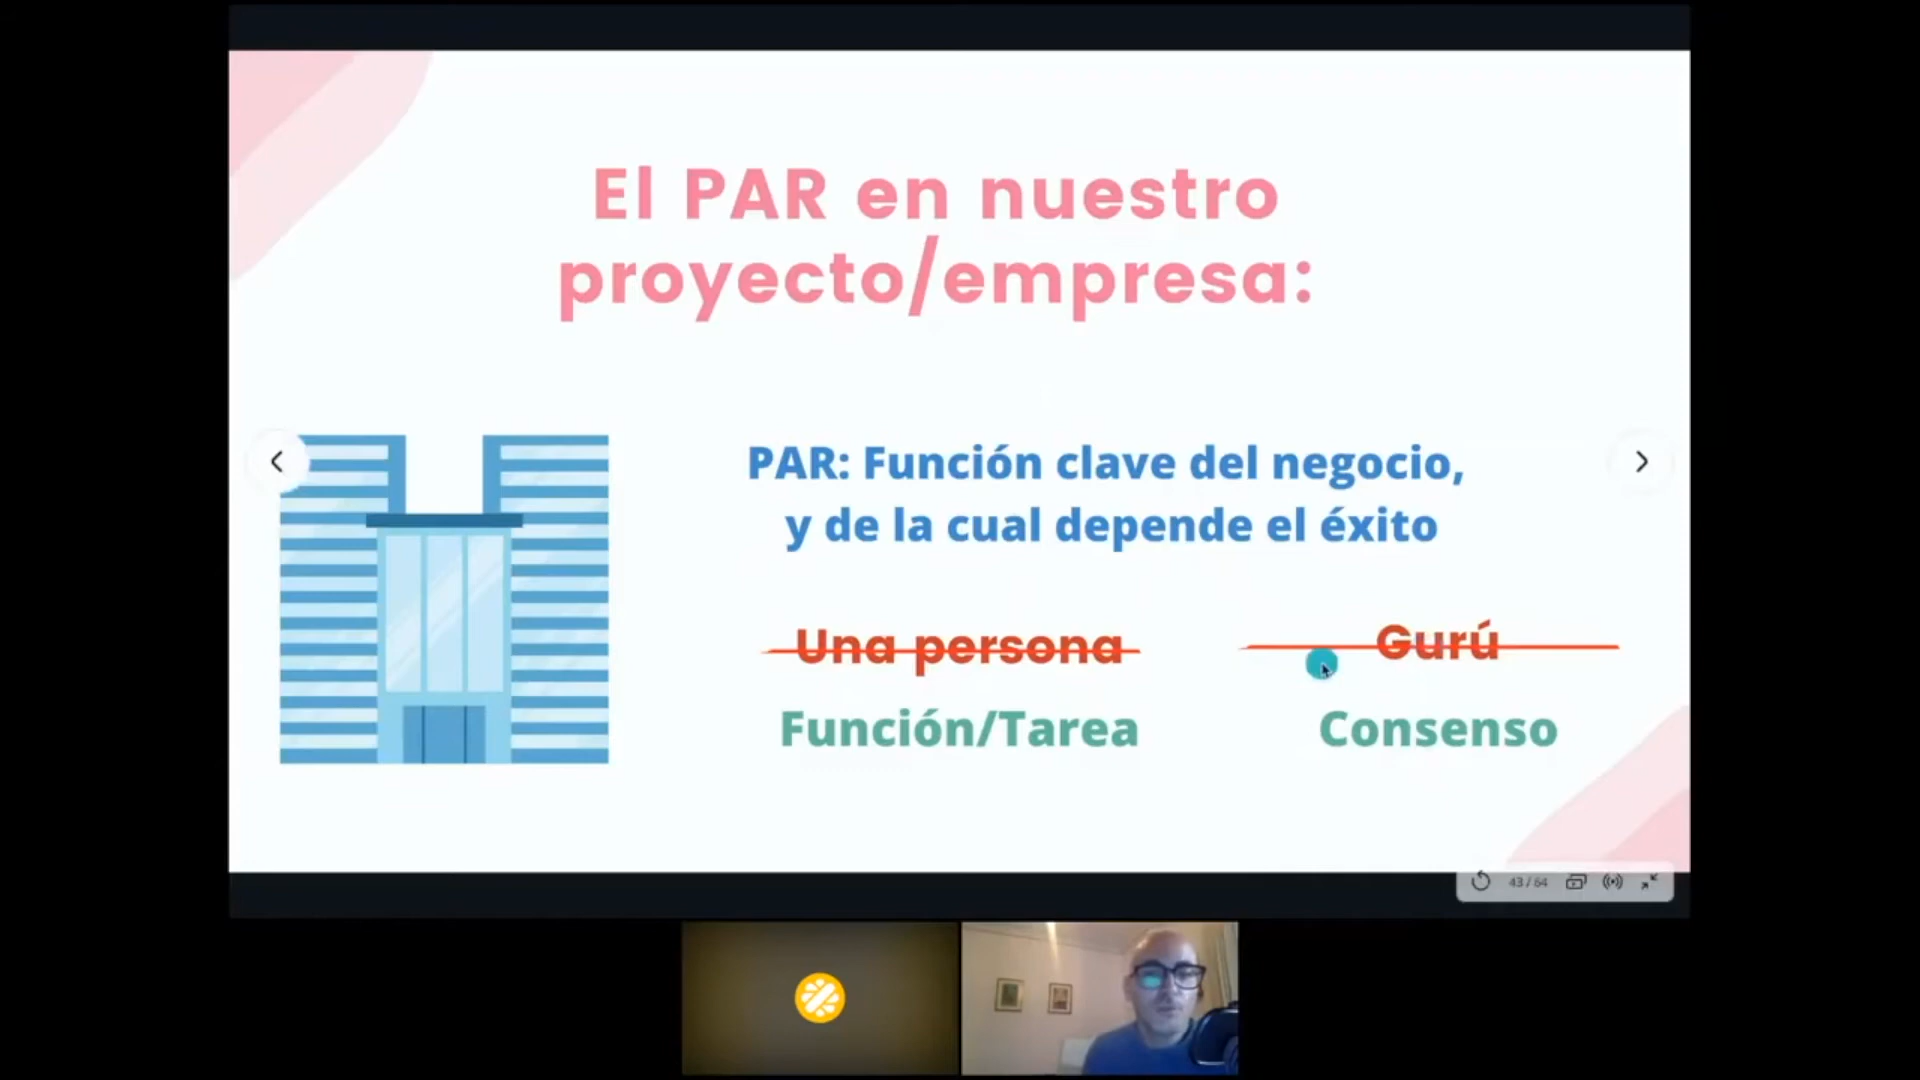 El PAR en nuestro
proyecto/empresa:
PAR: Función clave del negocio,
y de la cual depende el éxito
Una persona
Gurú
Función/Tarea
Consenso
43 / 64